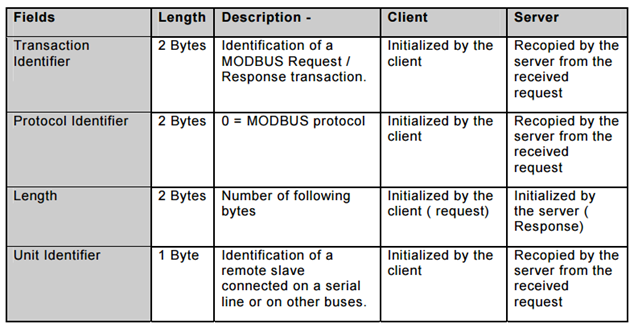 Fields Length Description - Client Server
Transaction
Identifier
2 Bytes
Identification of a
MODBUS Request /
Response transaction.
Initialized by the
client
Recopied by the
server from the
received
request
Protocol Identifier
2 Bytes
0 = MODBUS protocol
Initialized by the
client
Recopied by the
server from the
received
request
Length
2 Bytes
Number of following
bytes
Initialized by the
client ( request)
Initialized by
the server (
Response)
Unit Identifier
1 Byte
Identification of a
remote slave
connected on a serial
line or on other buses.
Initialized by the
client
Recopied by the
server from the
received
request